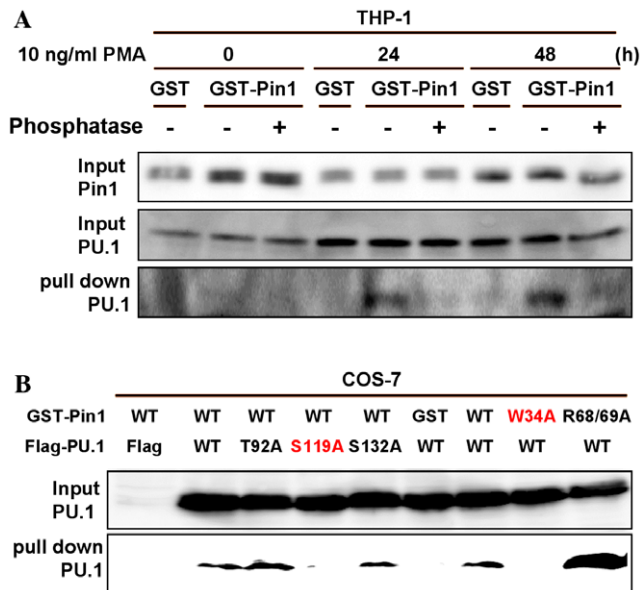 A
THP-1
10 ng/ml PMA 0 24 48 (h)
GST GST-Pin1 GST GST-Pin1 GST GST-Pin1
Phosphatase - - + - - + - - +
Input
Pin1
Input
PU.1
pull down
PU.1
B
COS-7
GST-Pin1 WT WT WT WT WT GST WT W34A R68/69A
Flag-PU.1 Flag WT T92A S119A S132A WT WT WT WT
Input
PU.1
pull down
PU.1